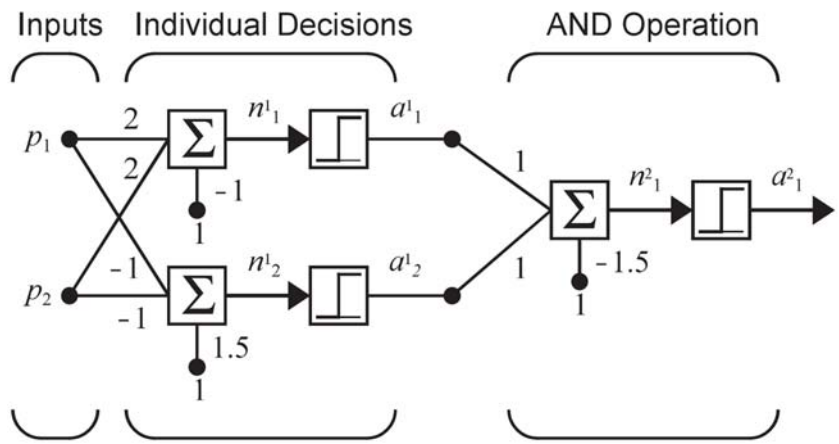 Inputs Individual Decisions AND Operation
p₁ 2 Σ n¹₁ a¹₁
2
-1
1
1 Σ n²₁ a²₁
1
-1.5
1
p₂ -1 Σ n¹₂ a¹₂
-1
1.5
1